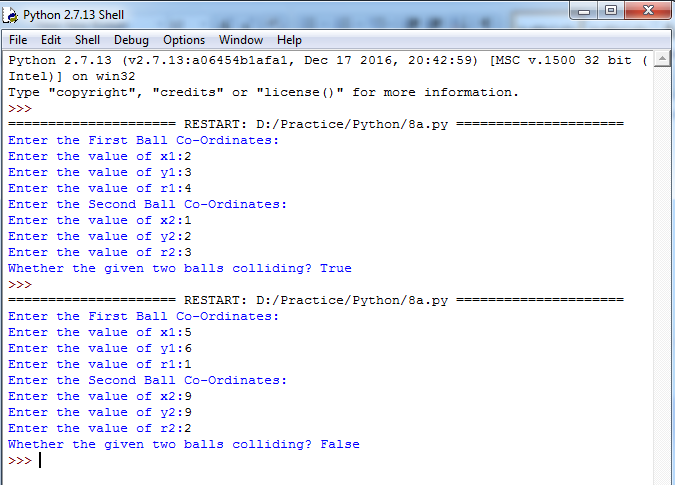 Python 2.7.13 Shell
File Edit Shell Debug Options Window Help
Python 2.7.13 (v2.7.13:a06454b1afa1, Dec 17 2016, 20:42:59) [MSC v.1500 32 bit (
Intel)] on win32
Type "copyright", "credits" or "license()" for more information.
>>>
===================== RESTART: D:/Practice/Python/8a.py =====================
Enter the First Ball Co-Ordinates:
Enter the value of x1:2
Enter the value of y1:3
Enter the value of r1:4
Enter the Second Ball Co-Ordinates:
Enter the value of x2:1
Enter the value of y2:2
Enter the value of r2:3
Whether the given two balls colliding? True
>>>
===================== RESTART: D:/Practice/Python/8a.py =====================
Enter the First Ball Co-Ordinates:
Enter the value of x1:5
Enter the value of y1:6
Enter the value of r1:1
Enter the Second Ball Co-Ordinates:
Enter the value of x2:9
Enter the value of y2:9
Enter the value of r2:2
Whether the given two balls colliding? False
>>>